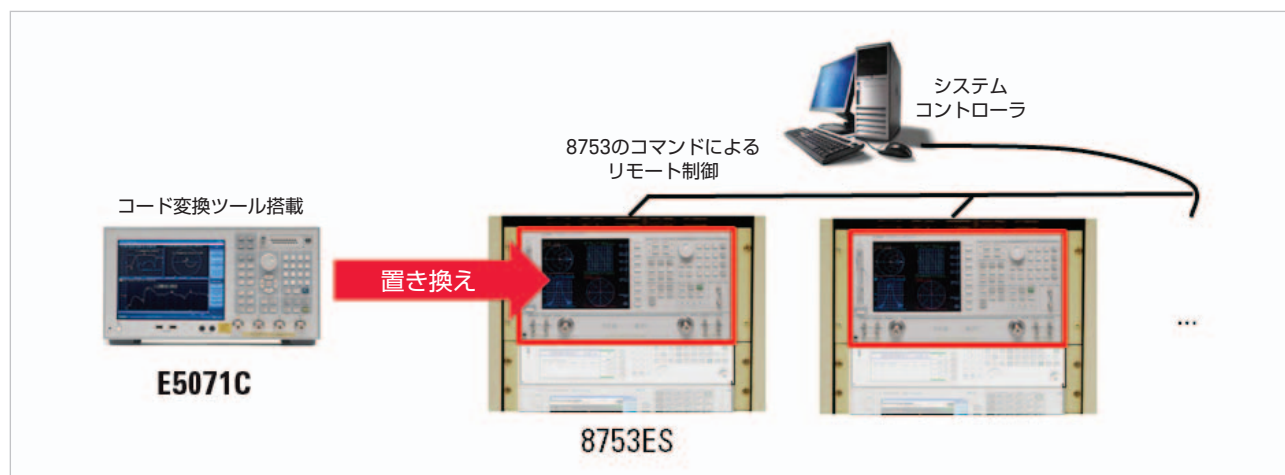 システム
コントローラ
8753のコマンドによる
リモート制御
コード変換ツール搭載
置き換え
E5071C
8753ES
...